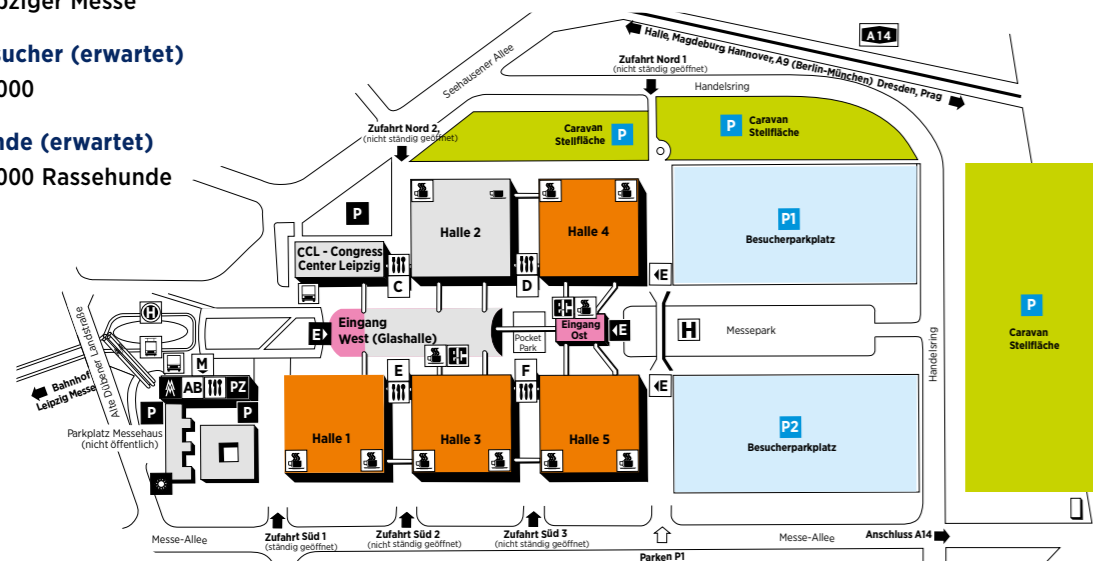 ipziger Messe
sucher (erwartet)
000
nde (erwartet)
000 Rassehunde
A14
Halle, Magdeburg Hannover, A9 (Berlin-München) Dresden, Prag
Seehausener Allee
Zufahrt Nord 1
(nicht ständig geöffnet)
Handelsring
Zufahrt Nord 2
(nicht ständig geöffnet)
Caravan
Stellfläche
P
P
Caravan
Stellfläche
P
Halle 2
Halle 4
P1
Besucherparkplatz
CCL - Congress
Center Leipzig
C
D
E
P
Caravan
Stellfläche
H
Alte Dübener Landstraße
E
Eingang
West (Glashalle)
EC
Pocket
Park
EC
Eingang
Ost
E
H
Messepark
Handelsring
Bahnhof
Leipzig Messe
M
AB
PZ
E
F
E
P
P
Parkplatz Messehaus
(nicht öffentlich)
Halle 1
Halle 3
Halle 5
P2
Besucherparkplatz
Messe-Allee
Zufahrt Süd 1
(ständig geöffnet)
Zufahrt Süd 2
(nicht ständig geöffnet)
Zufahrt Süd 3
(nicht ständig geöffnet)
Messe-Allee
Anschluss A14
Parken P1